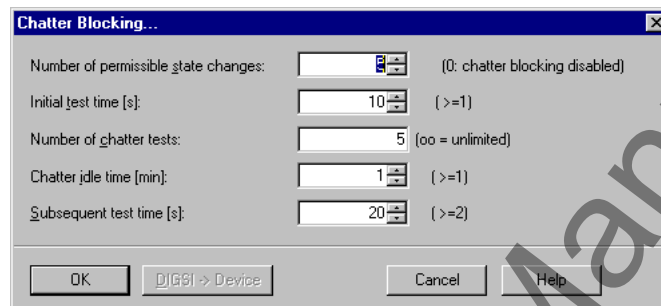 Chatter Blocking...
Number of permissible state changes: (0: chatter blocking disabled)
Initial test time [s]: 10 ( >=1)
Number of chatter tests: 5 (oo = unlimited)
Chatter idle time [min]: 1 ( >=1)
Subsequent test time [s]: 20 ( >=2)
OK DIGSI -> Device Cancel Help
Man